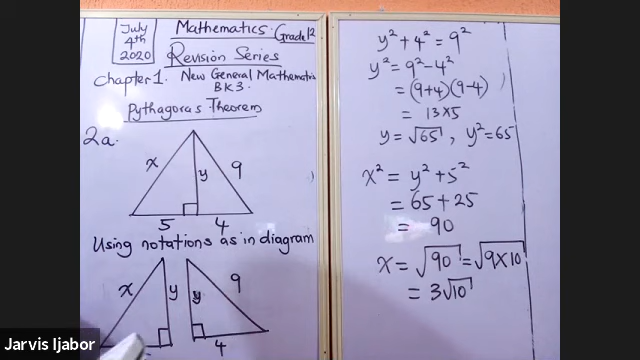 July
4th
2020
Mathematics Grade 12
Revision Series
Chapter 1. New General Mathematics
BK3.
Pythagoras Theorem
2a.
x y 9
5 4
Using notations as in diagram
x y y 9
4
Jarvis Ijabor
y² + 4² = 9²
y² = 9² - 4²
= (9+4)(9-4)
= 13 x 5
y = √65, y² = 65
x² = y² + 5²
= 65 + 25
= 90
x = √90 = √9x10
= 3√10